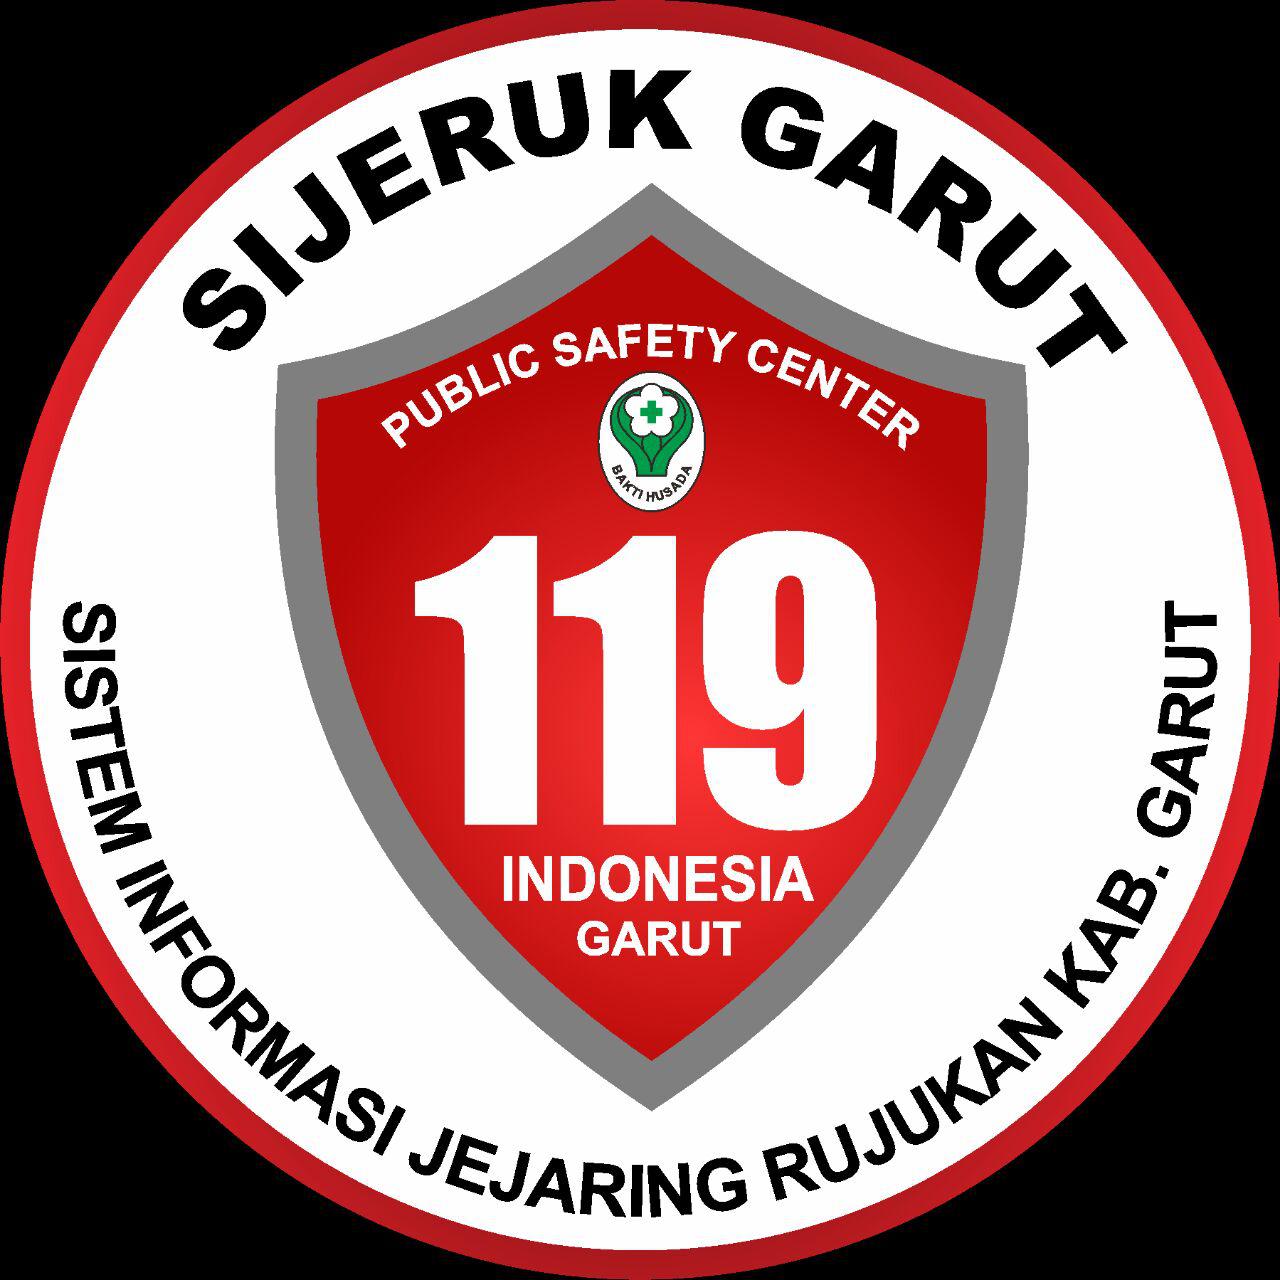 SIJERUK GARUT
PUBLIC SAFETY CENTER
BAKTI HUSADA
119
INDONESIA
GARUT
SISTEM INFORMASI JEJARING RUJUKAN KAB. GARUT